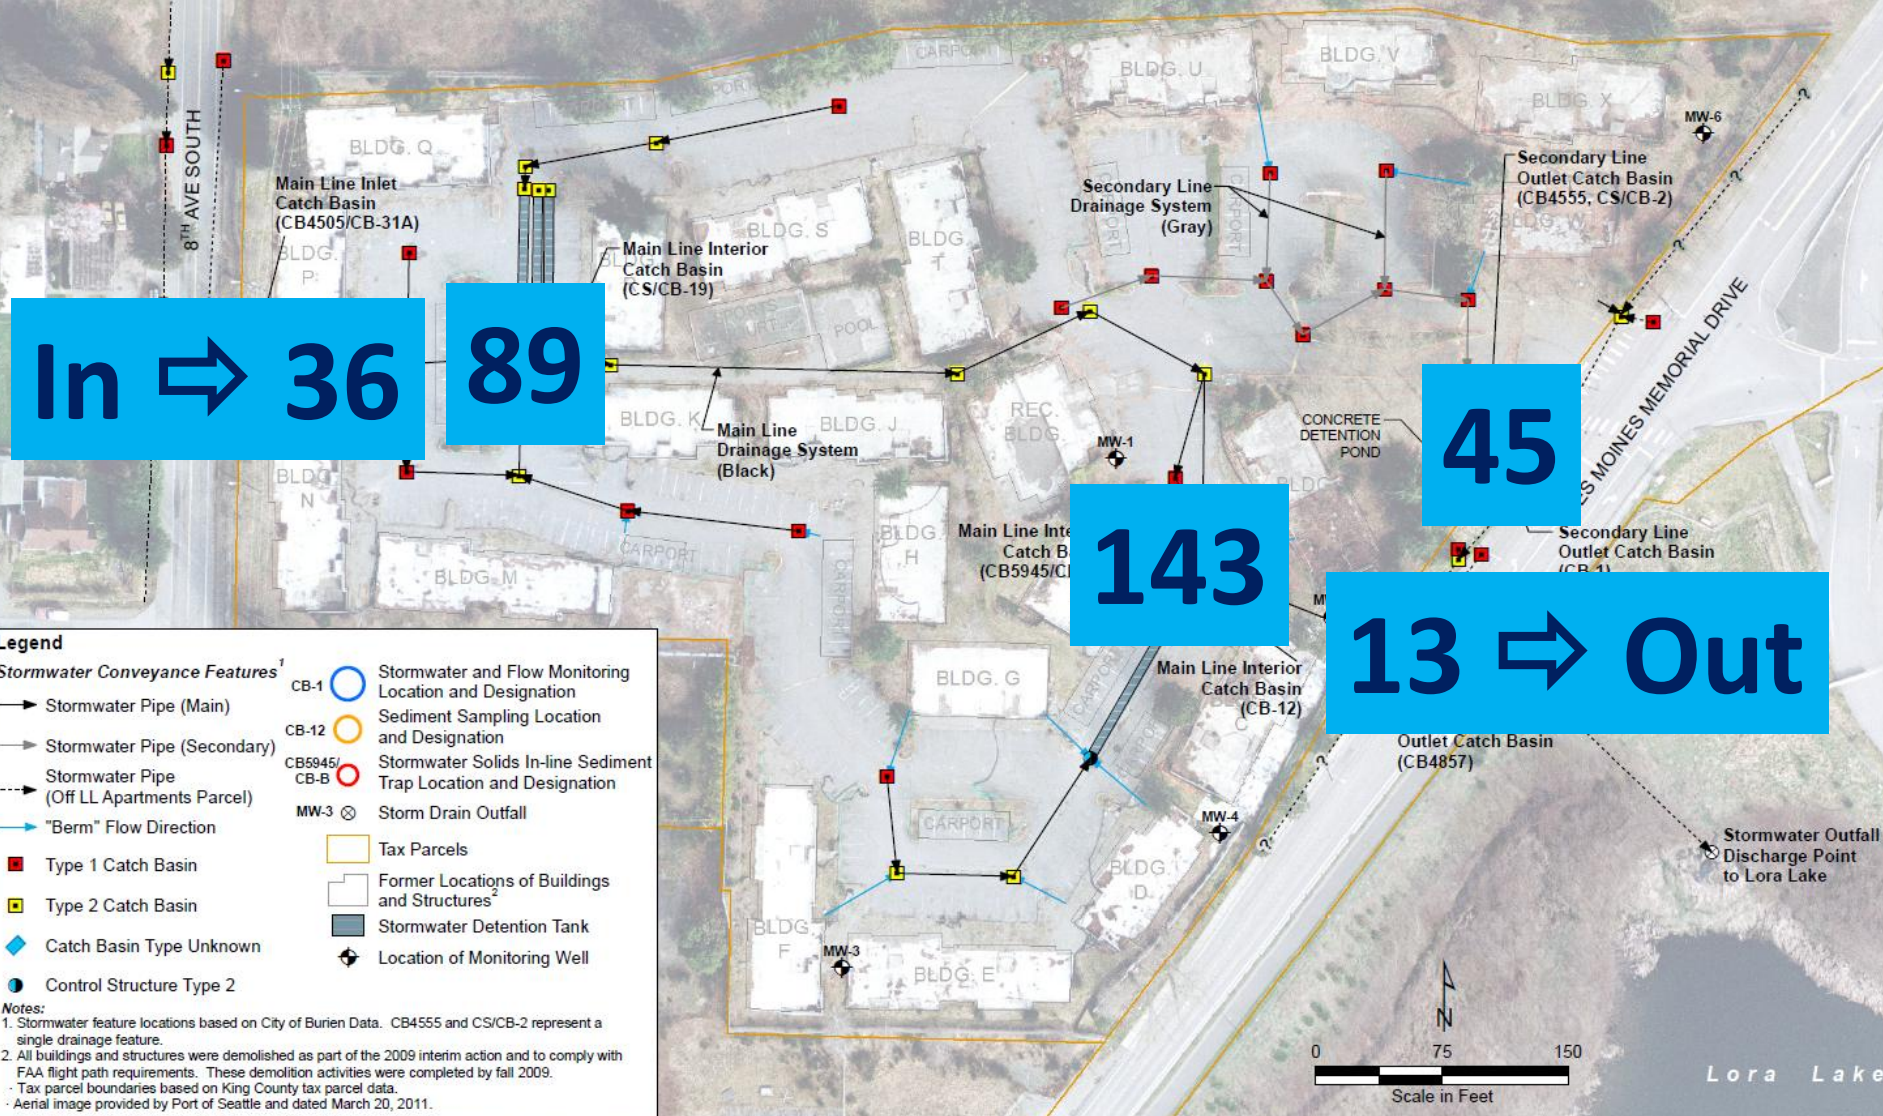 CARPORT
BLDG. U
BLDG. V
BLDG. X
MW-6
8TH AVE SOUTH
BLDG. Q
Main Line Inlet
Catch Basin
(CB4505/CB-31A)
BLDG.
P
Main Line Interior
Catch Basin
(CS/CB-19)
BLDG. S
POOL
BLDG.
T
CARPORT
Secondary Line
Drainage System
(Gray)
CARPORT
Secondary Line
Outlet Catch Basin
(CB4555, CS/CB-2)
BLDG. W
In ⇨ 36
89
BLDG. K
Main Line
Drainage System
(Black)
BLDG. J
REC.
BLDG.
MW-1
CONCRETE
DETENTION
POND
45
MOINES MEMORIAL DRIVE
BLDG.
N
BLDG. M
CARPORT
CARPORT
BLDG.
H
Main Line Inte
Catch B
(CB5945/C
143
Secondary Line
Outlet Catch Basin
(CB-1)
13 ⇨ Out
Main Line Interior
Catch Basin
(CB-12)
Outlet Catch Basin
(CB4857)
BLDG. G
CARPORT
CARPORT
MW-4
BLDG.
D
BLDG.
F
MW-3
BLDG. E
Stormwater Outfall
Discharge Point
to Lora Lake
Legend
Stormwater Conveyance Features1
Stormwater Pipe (Main)
Stormwater Pipe (Secondary)
Stormwater Pipe
(Off LL Apartments Parcel)
"Berm" Flow Direction
Type 1 Catch Basin
Type 2 Catch Basin
Catch Basin Type Unknown
Control Structure Type 2
CB-1 Stormwater and Flow Monitoring
Location and Designation
CB-12 Sediment Sampling Location
and Designation
CB5945/
CB-B Stormwater Solids In-line Sediment
Trap Location and Designation
MW-3 Storm Drain Outfall
Tax Parcels
Former Locations of Buildings
and Structures2
Stormwater Detention Tank
Location of Monitoring Well
Notes:
1. Stormwater feature locations based on City of Burien Data. CB4555 and CS/CB-2 represent a
single drainage feature.
2. All buildings and structures were demolished as part of the 2009 interim action and to comply with
FAA flight path requirements. These demolition activities were completed by fall 2009.
· Tax parcel boundaries based on King County tax parcel data.
· Aerial image provided by Port of Seattle and dated March 20, 2011.
N
0 75 150
Scale in Feet
Lora Lake